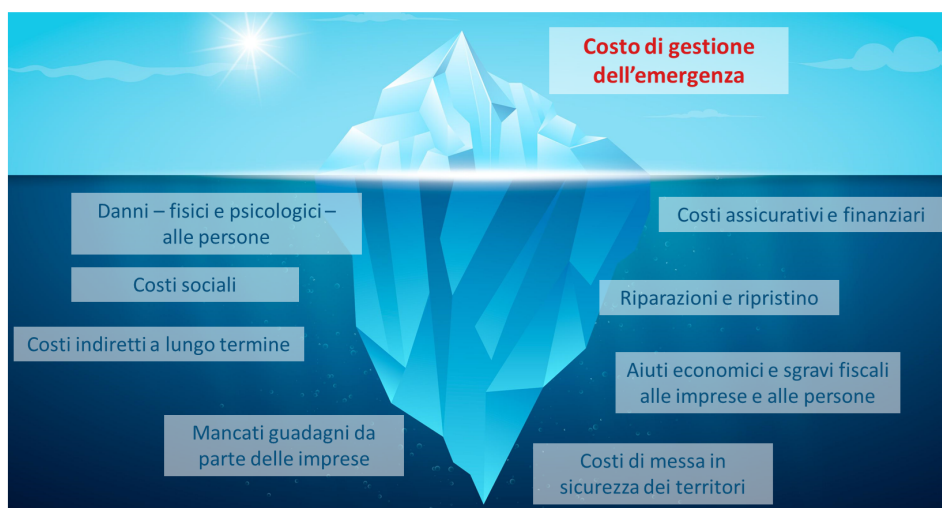 Costo di gestione
dell’emergenza
Danni – fisici e psicologici –
alle persone
Costi assicurativi e finanziari
Costi sociali
Riparazioni e ripristino
Costi indiretti a lungo termine
Aiuti economici e sgravi fiscali
alle imprese e alle persone
Mancati guadagni da
parte delle imprese
Costi di messa in
sicurezza dei territori